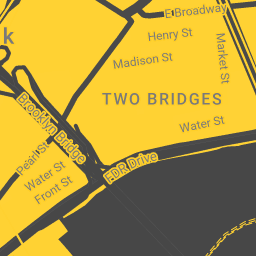 E Broadway
Henry St
Market St
Madison St
k
TWO BRIDGES
Brooklyn Bridge
Water St
Pearl St
FDR Drive
Water St
Front St